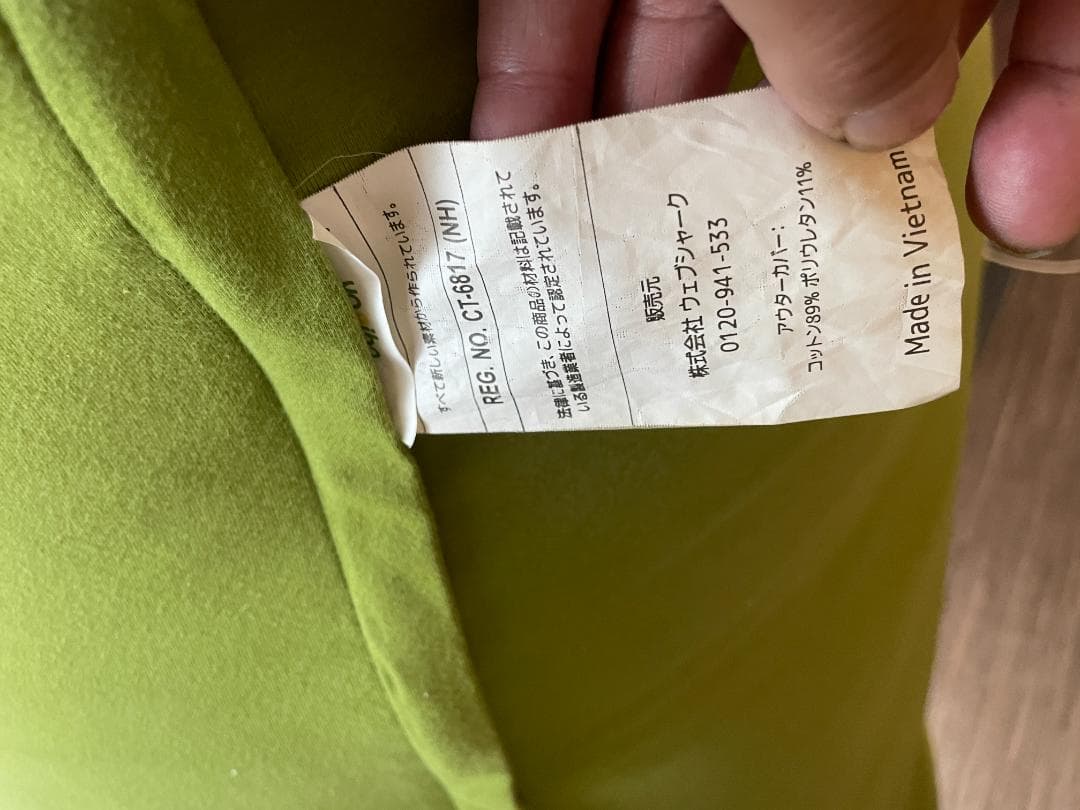 すべて新しい素材から作られています。
REG. NO. CT-6817 (NH)
法律に基づき、この商品の材料は記載されて
いる製造業者によって認定されています。
販売元
株式会社 ウェブシャーク
0120-941-533
アウターカバー：
コットン89% ポリウレタン11%
Made in Vietnam